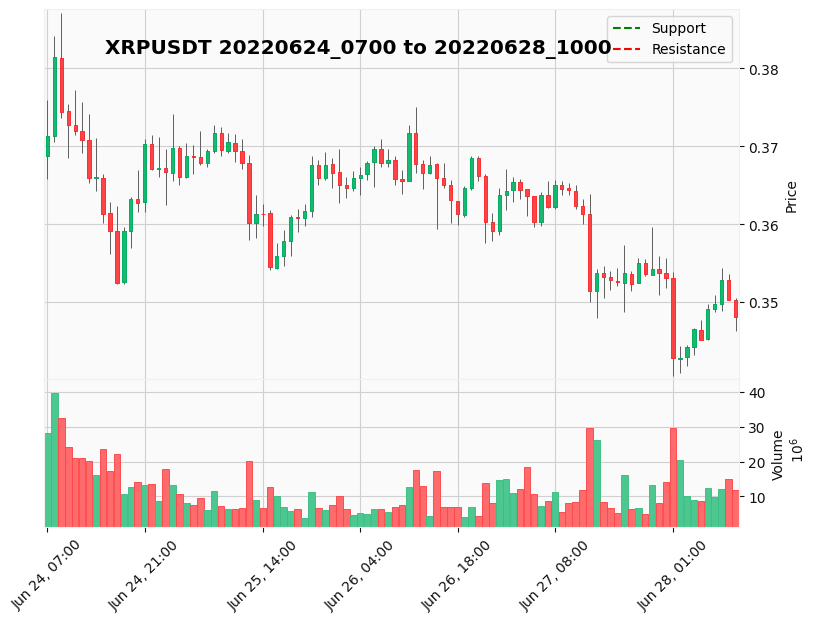 XRPUSDT 20220624_0700 to 20220628_1000
Support
Resistance
0.38
0.37
0.36
0.35
Price
40
30
20
10
Volume
10⁶
Jun 24, 07:00
Jun 24, 21:00
Jun 25, 14:00
Jun 26, 04:00
Jun 26, 18:00
Jun 27, 08:00
Jun 28, 01:00